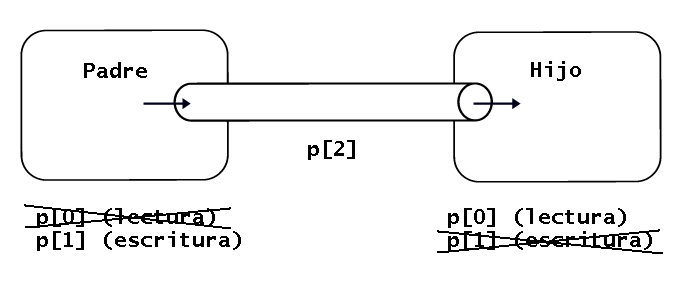 Padre
Hijo
p[2]
p[0] (lectura)
p[1] (escritura)
p[0] (lectura)
p[1] (escritura)